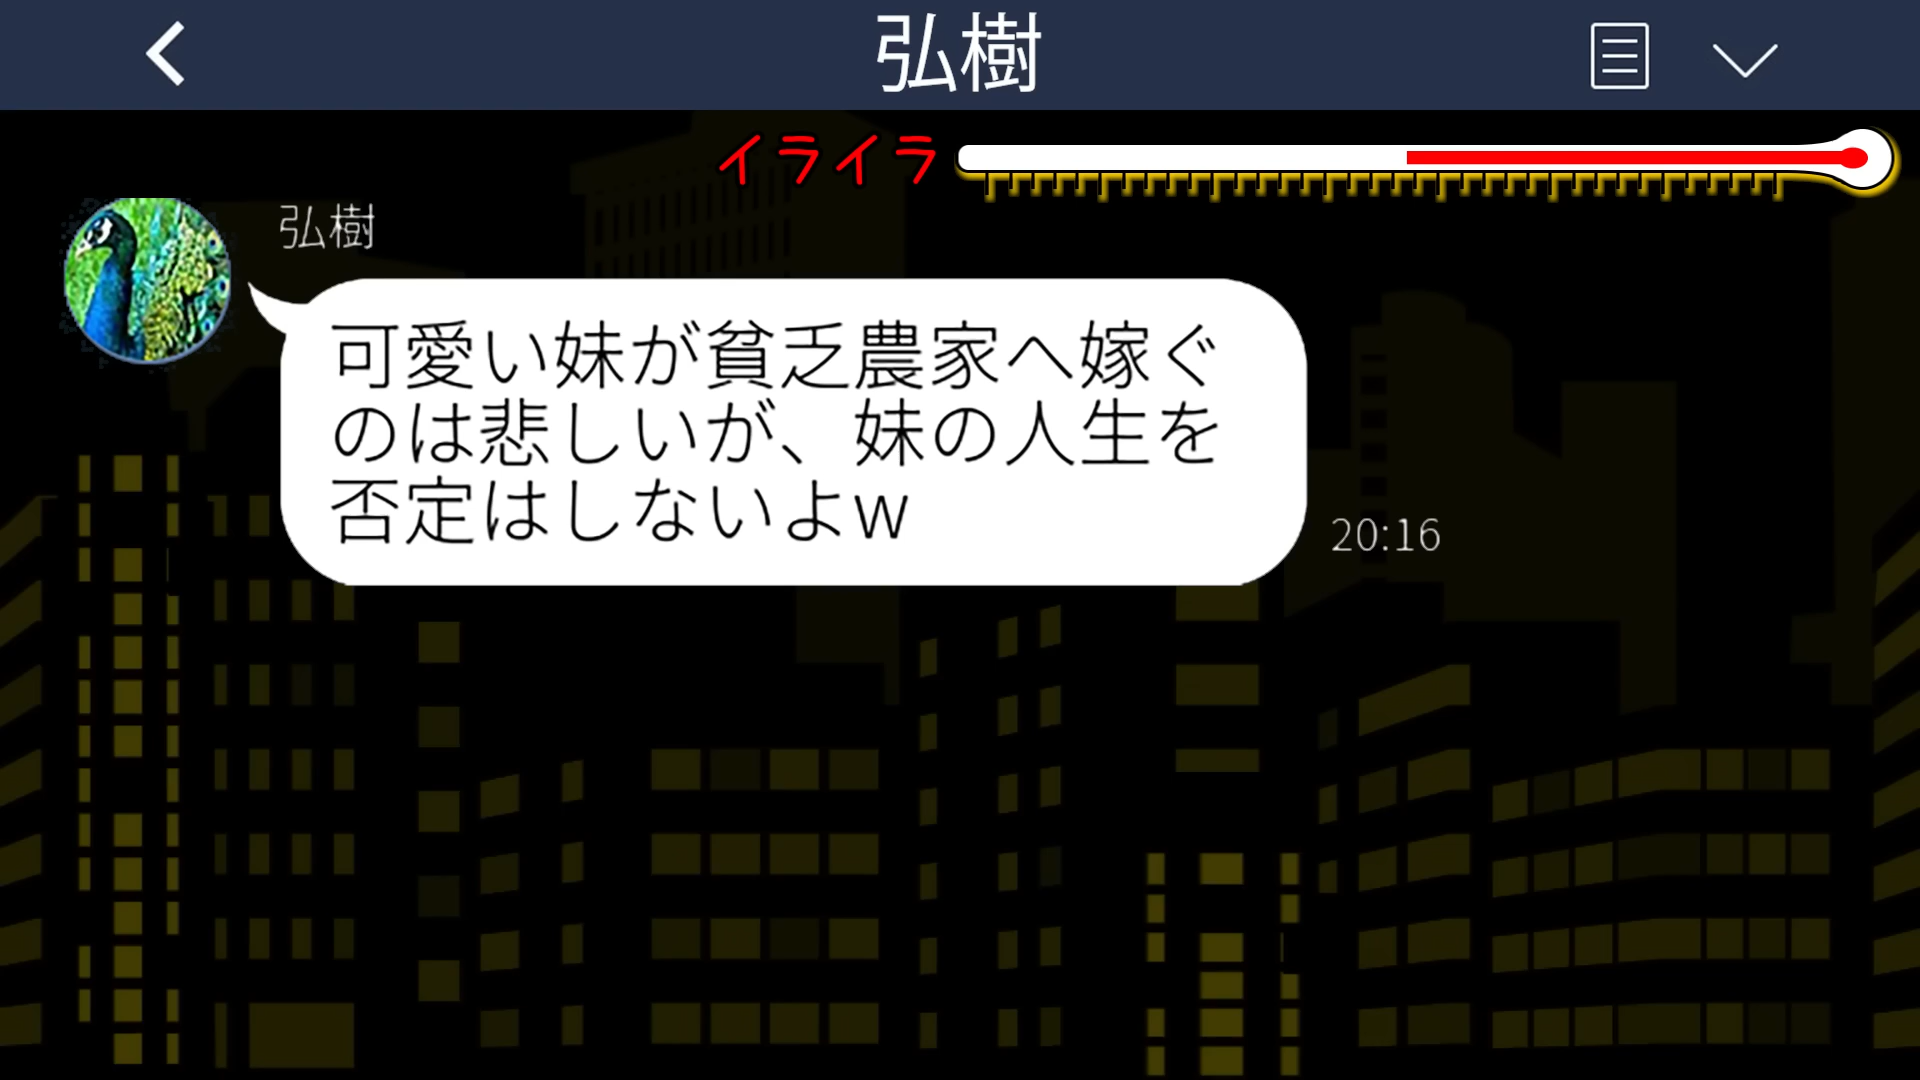 弘樹
イライラ
弘樹
可愛い妹が貧乏農家へ嫁ぐ
のは悲しいが、妹の人生を
否定はしないよw
20:16